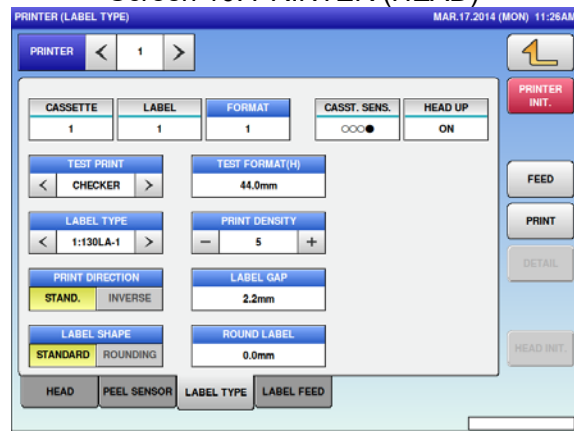 Screen 10: PRINTER (HEAD)
PRINTER (LABEL TYPE) MAR.17.2014 (MON) 11:26AM
PRINTER < 1 >
PRINTER INIT.
CASSETTE LABEL FORMAT CASST. SENS. HEAD UP
1 1 1 ○○○● ON
TEST PRINT TEST FORMAT(H)
< CHECKER > 44.0mm
FEED
LABEL TYPE PRINT DENSITY
< 1:130LA-1 > − 5 +
PRINT
PRINT DIRECTION LABEL GAP
STAND. INVERSE 2.2mm
DETAIL
LABEL SHAPE ROUND LABEL
STANDARD ROUNDING 0.0mm
HEAD INIT.
HEAD PEEL SENSOR LABEL TYPE LABEL FEED